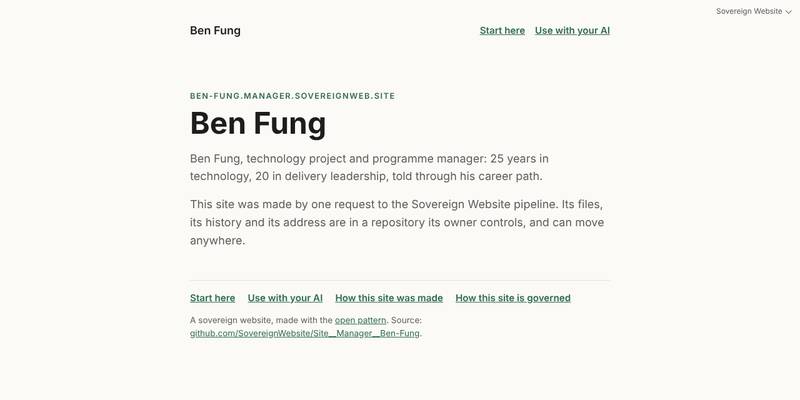 Sovereign Website
Ben Fung
Start here Use with your AI
BEN-FUNG.MANAGER.SOVEREIGNWEB.SITE
Ben Fung
Ben Fung, technology project and programme manager: 25 years in
technology, 20 in delivery leadership, told through his career path.
This site was made by one request to the Sovereign Website pipeline. Its files,
its history and its address are in a repository its owner controls, and can move
anywhere.
Start here Use with your AI How this site was made How this site is governed
A sovereign website, made with the open pattern. Source:
github.com/SovereignWebsite/Site__Manager__Ben-Fung.